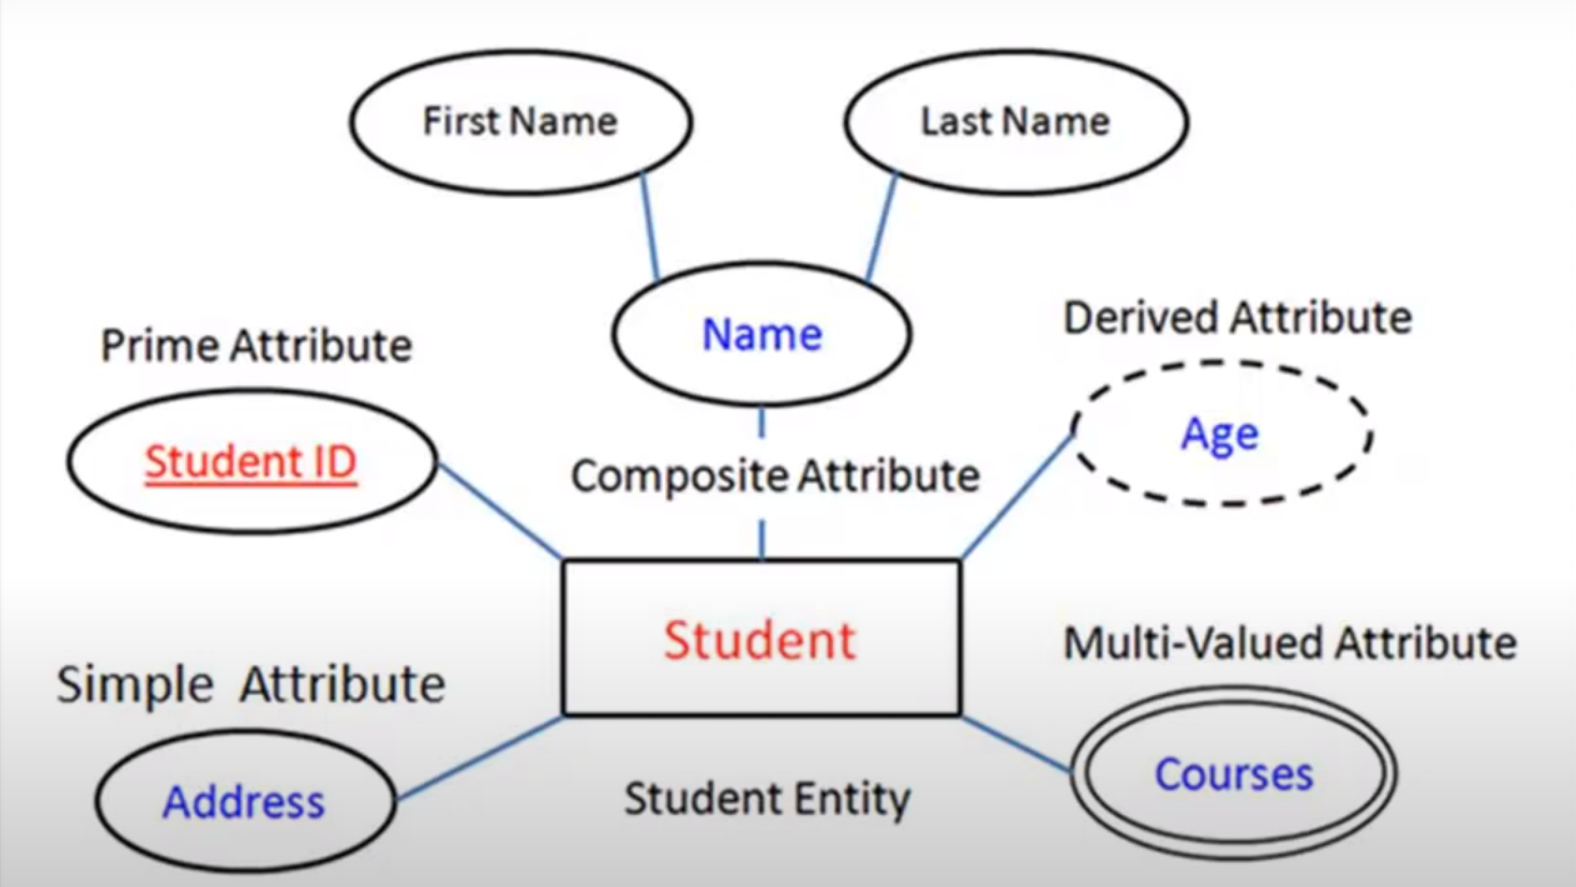 First Name
Last Name
Name
Prime Attribute
Student ID
Derived Attribute
Age
Composite Attribute
Student
Simple Attribute
Address
Multi-Valued Attribute
Courses
Student Entity